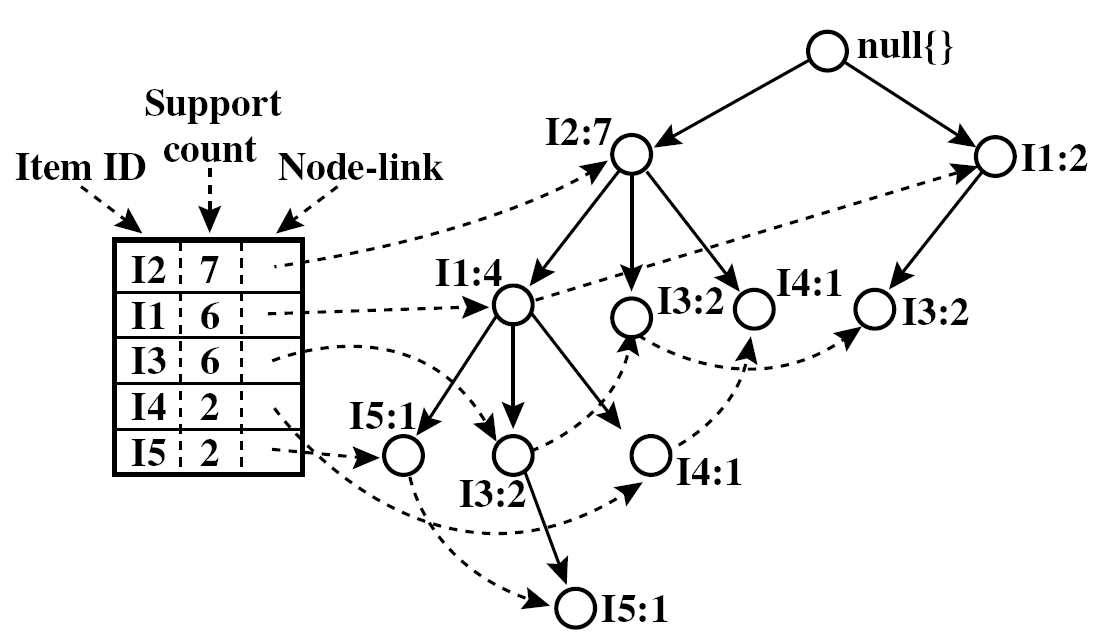 null{}
Support
count
Item ID
Node-link
I2:7
I1:2
I2 7
I1 6
I3 6
I4 2
I5 2
I1:4
I3:2
I4:1
I3:2
I5:1
I3:2
I4:1
I5:1